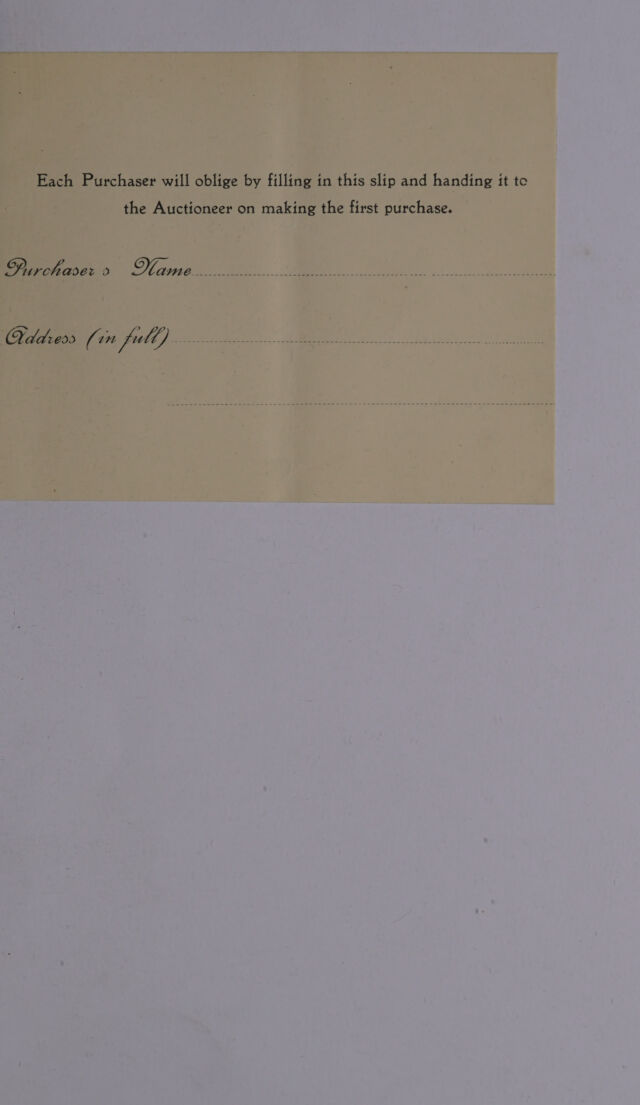 Each Purchaser will oblige by filling in this slip and handing it to
the Auctioneer on making the first purchase.
Purchaser s Name
Address (in full)